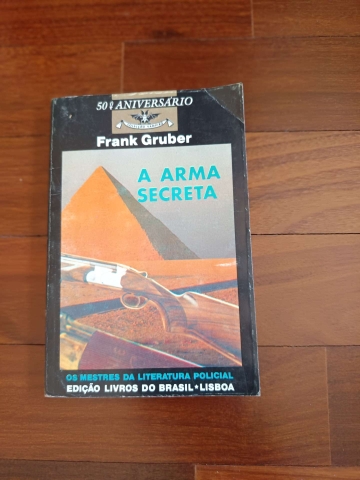 50º ANIVERSÁRIO
Frank Gruber
A ARMA
SECRETA
OS MESTRES DA LITERATURA POLICIAL
EDIÇÃO LIVROS DO BRASIL★LISBOA